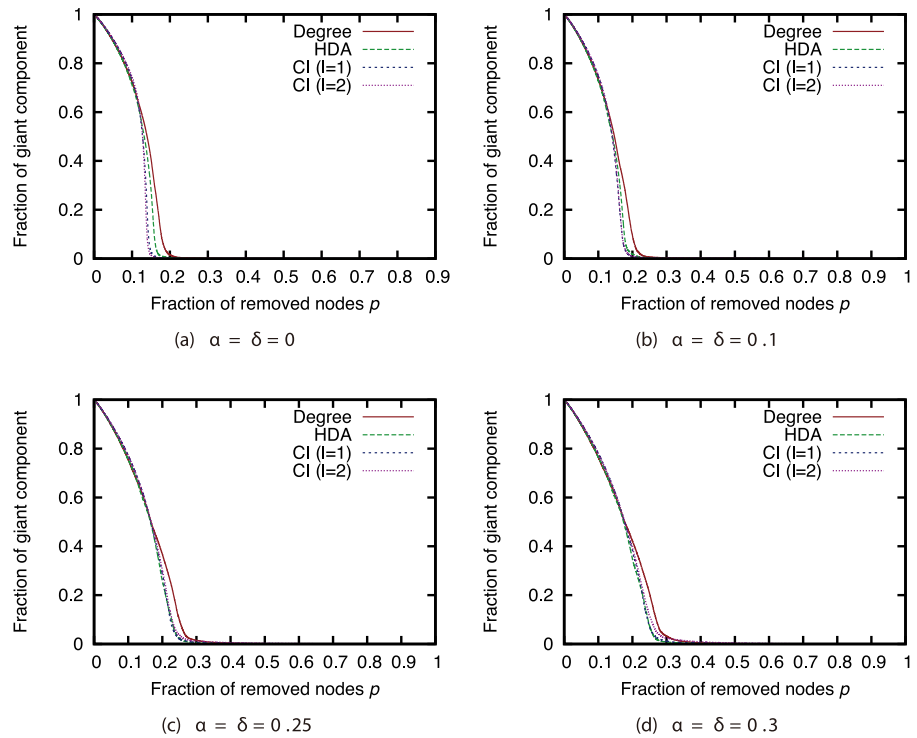 1
0.8
0.6
0.4
0.2
0
Fraction of giant component
Degree
HDA
CI (l=1)
CI (l=2)
0 0.1 0.2 0.3 0.4 0.5 0.6 0.7 0.8 0.9
Fraction of removed nodes p
(a) α = δ = 0
1
0.8
0.6
0.4
0.2
0
Fraction of giant component
Degree
HDA
CI (l=1)
CI (l=2)
0 0.1 0.2 0.3 0.4 0.5 0.6 0.7 0.8 0.9 1
Fraction of removed nodes p
(b) α = δ = 0 .1
1
0.8
0.6
0.4
0.2
0
Fraction of giant component
Degree
HDA
CI (l=1)
CI (l=2)
0 0.1 0.2 0.3 0.4 0.5 0.6 0.7 0.8 0.9 1
Fraction of removed nodes p
(c) α = δ = 0 .25
1
0.8
0.6
0.4
0.2
0
Fraction of giant component
Degree
HDA
CI (l=1)
CI (l=2)
0 0.1 0.2 0.3 0.4 0.5 0.6 0.7 0.8 0.9 1
Fraction of removed nodes p
(d) α = δ = 0 .3